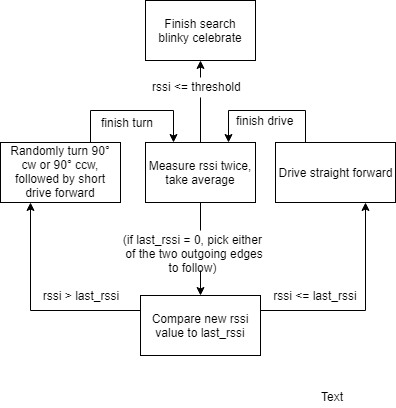 Finish search
blinky celebrate
rssi <= threshold
finish turn
finish drive
Randomly turn 90°
cw or 90° ccw,
followed by short
drive forward
Measure rssi twice,
take average
Drive straight forward
(if last_rssi = 0, pick either
of the two outgoing edges
to follow)
rssi > last_rssi
rssi <= last_rssi
Compare new rssi
value to last_rssi
Text